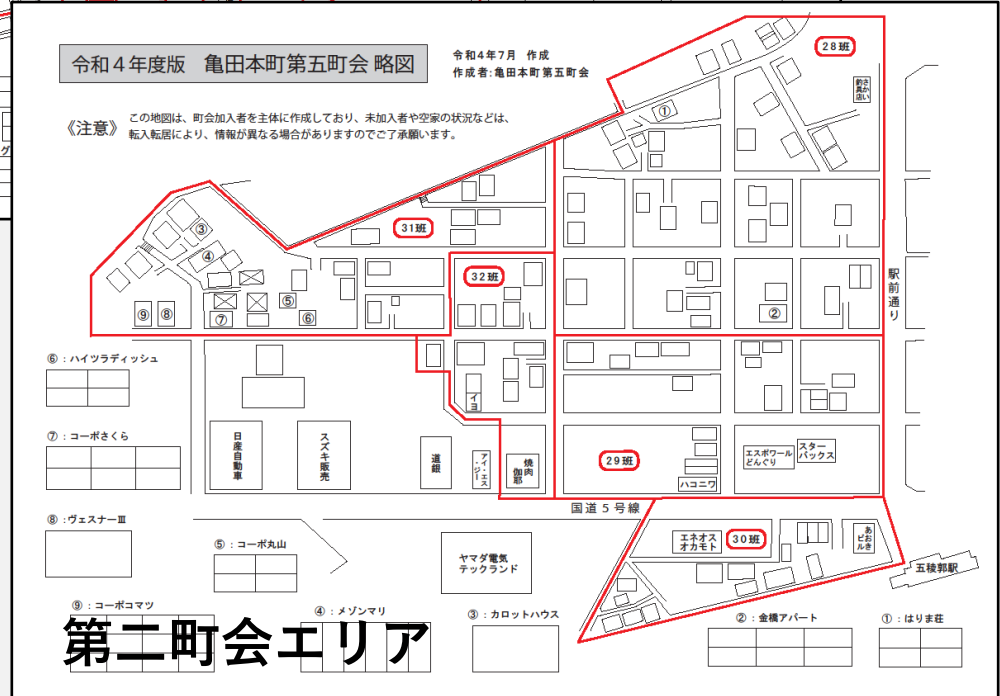 令和４年度版　亀田本町第五町会 略図
令和４年7月 作成
作成者:亀田本町第五町会
《注意》
この地図は、町会加入者を主体に作成しており、未加入者や空家の状況などは、
転入転居により、情報が異なる場合がありますのでご了承願います。
28班
さかい
釣具店
①
31班
③
④
32班
駅前通り
⑤
⑨
⑧
⑦
⑥
②
⑥：ハイツラディッシュ
イヨ
⑦：コーポさくら
日産自動車
スズキ販売
道銀
アイ・エス
・ジー
焼肉
伽耶
29班
ハコニワ
エスポワール
どんぐり
スター
バックス
国道５号線
⑧：ヴェスナーⅢ
⑤：コーポ丸山
ヤマダ電気
テックランド
エネオス
オカモト
30班
あおき
ビル
五稜郭駅
⑨：コーポコマツ
④：メゾンマリ
③：カロットハウス
②：金橋アパート
①：はりま荘
第二町会エリア